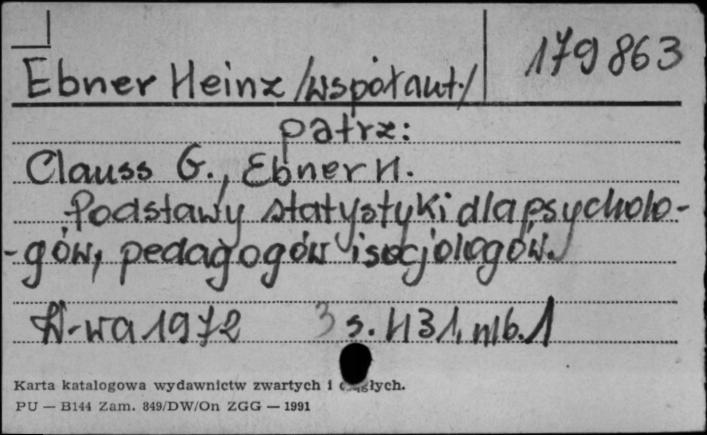 179863
Ebner Heinz /współaut./
patrz:
Clauss G., Ebner H.
Podstawy statystyki dla psycholo-
-gów, pedagogów i socjologów.
W-wa 1972 s. 431, nlb. 1
Karta katalogowa wydawnictw zwartych i ciągłych.
PU — B144 Zam. 849/DW/On ZGG — 1991